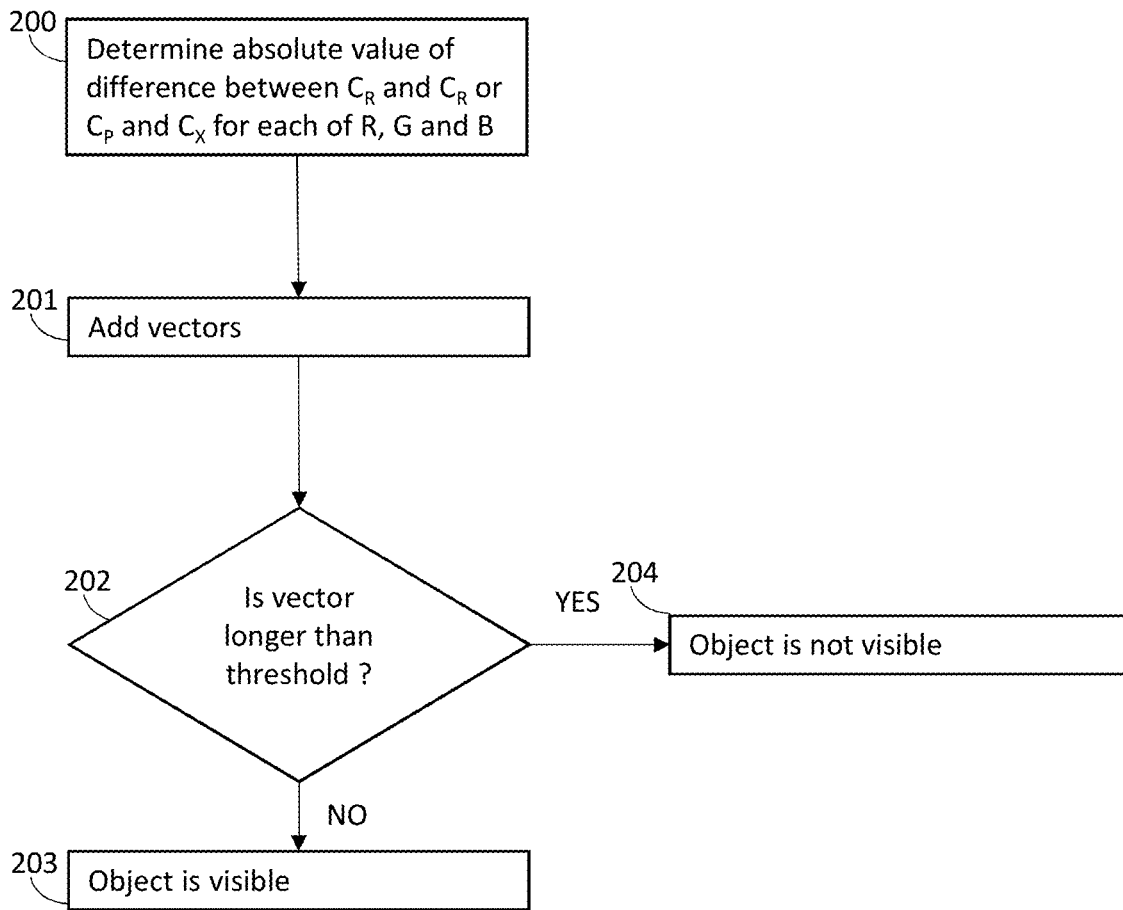 200
Determine absolute value of
difference between C_R and C_R or
C_P and C_X for each of R, G and B
201
Add vectors
202
Is vector
longer than
threshold ?
YES
204
Object is not visible
NO
203
Object is visible